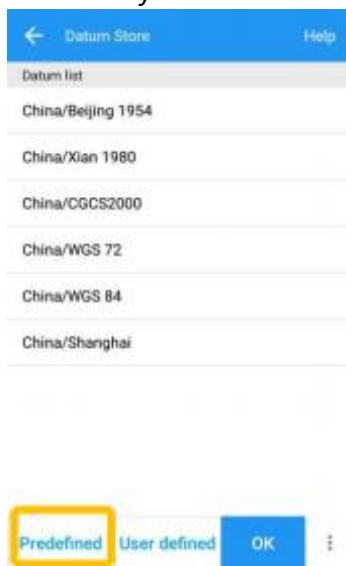 ← Datum Store Help
Datum list
China/Beijing 1954
China/Xian 1980
China/CGCS2000
China/WGS 72
China/WGS 84
China/Shanghai
Predefined User defined OK